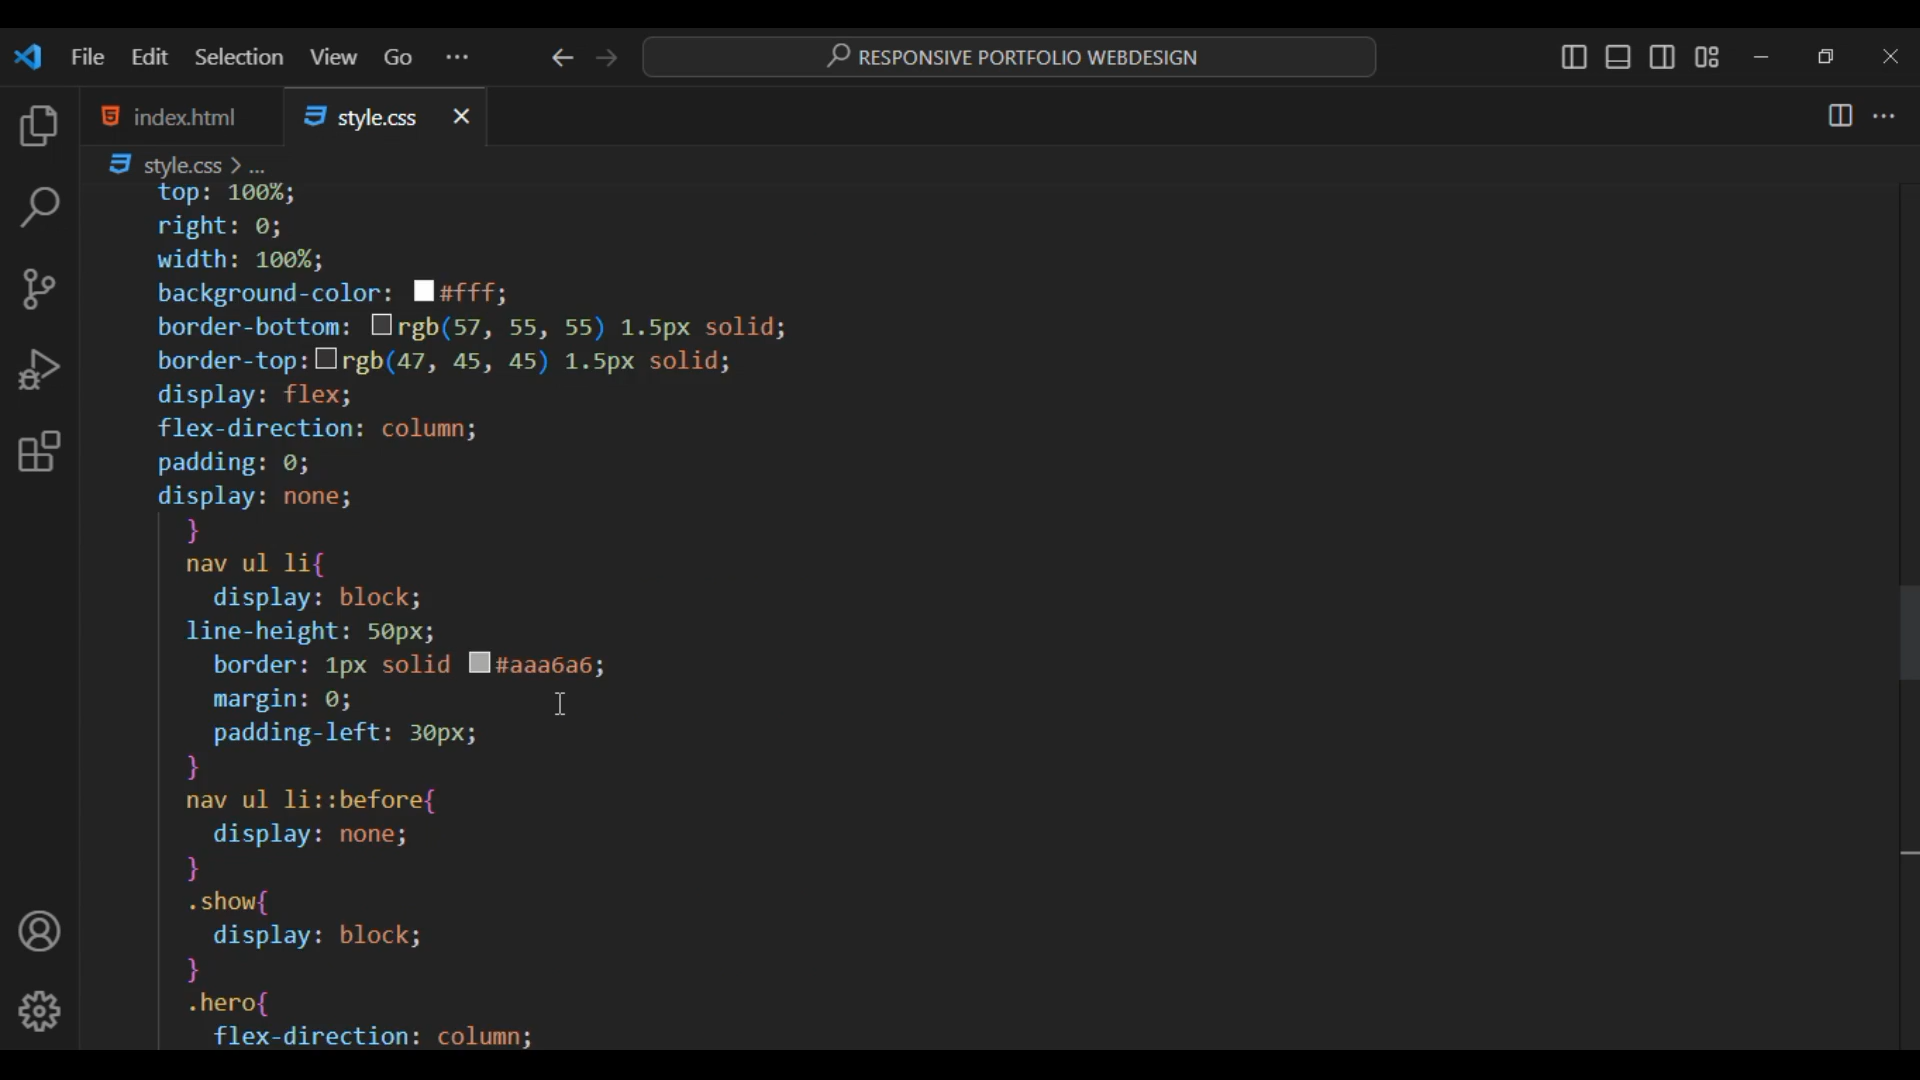 File Edit Selection View Go ···
RESPONSIVE PORTFOLIO WEBDESIGN
index.html
style.css
style.css > ...
top: 100%;
right: 0;
width: 100%;
background-color: #fff;
border-bottom: rgb(57, 55, 55) 1.5px solid;
border-top:rgb(47, 45, 45) 1.5px solid;
display: flex;
flex-direction: column;
padding: 0;
display: none;
}
nav ul li{
display: block;
line-height: 50px;
border: 1px solid #aaa6a6;
margin: 0;
padding-left: 30px;
}
nav ul li::before{
display: none;
}
.show{
display: block;
}
.hero{
flex-direction: column;